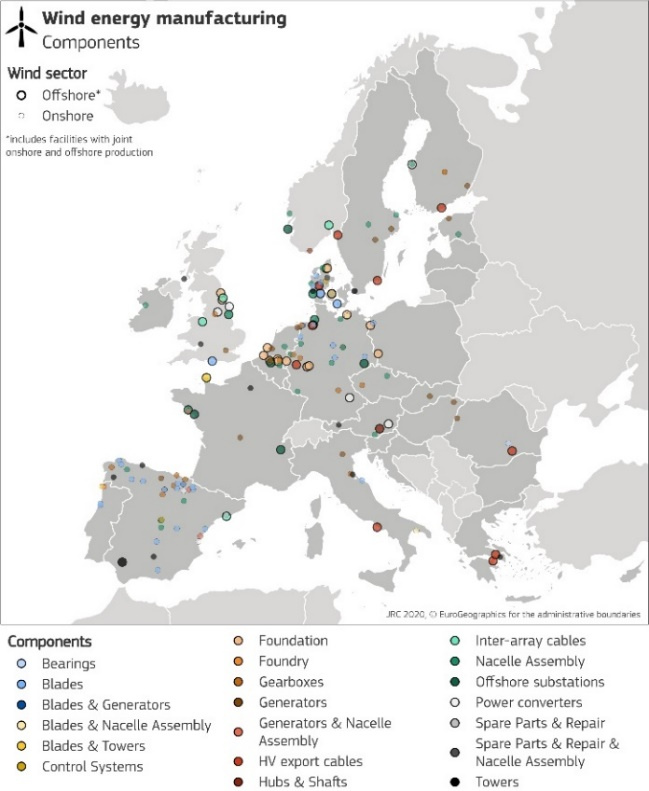 Wind energy manufacturing
Components
Wind sector
Offshore*
Onshore
*includes facilities with joint
onshore and offshore production
JRC 2020, © EuroGeographics for the administrative boundaries
Components
Bearings
Blades
Blades & Generators
Blades & Nacelle Assembly
Blades & Towers
Control Systems
Foundation
Foundry
Gearboxes
Generators
Generators & Nacelle
Assembly
HV export cables
Hubs & Shafts
Inter-array cables
Nacelle Assembly
Offshore substations
Power converters
Spare Parts & Repair
Spare Parts & Repair &
Nacelle Assembly
Towers